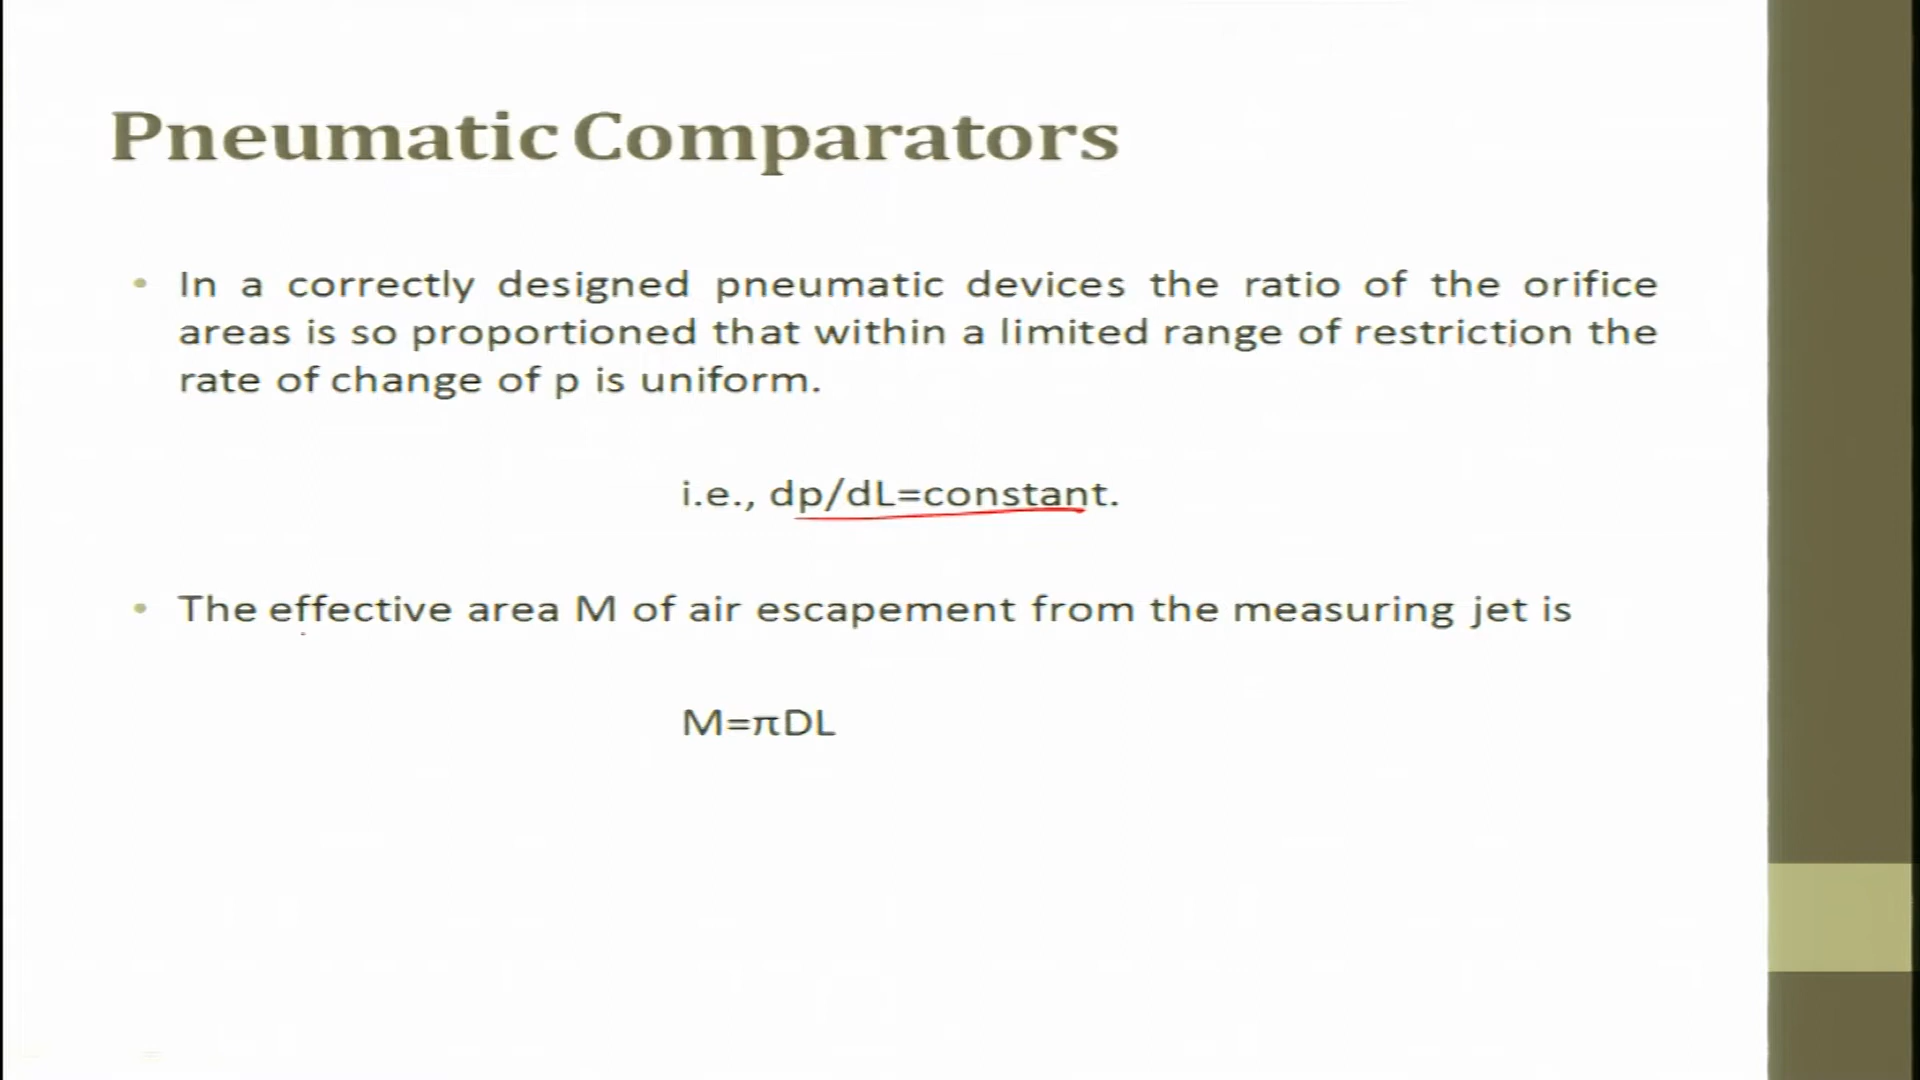 Pneumatic Comparators
• In a correctly designed pneumatic devices the ratio of the orifice
areas is so proportioned that within a limited range of restriction the
rate of change of p is uniform.
i.e., dp/dL=constant.
• The effective area M of air escapement from the measuring jet is
M=πDL